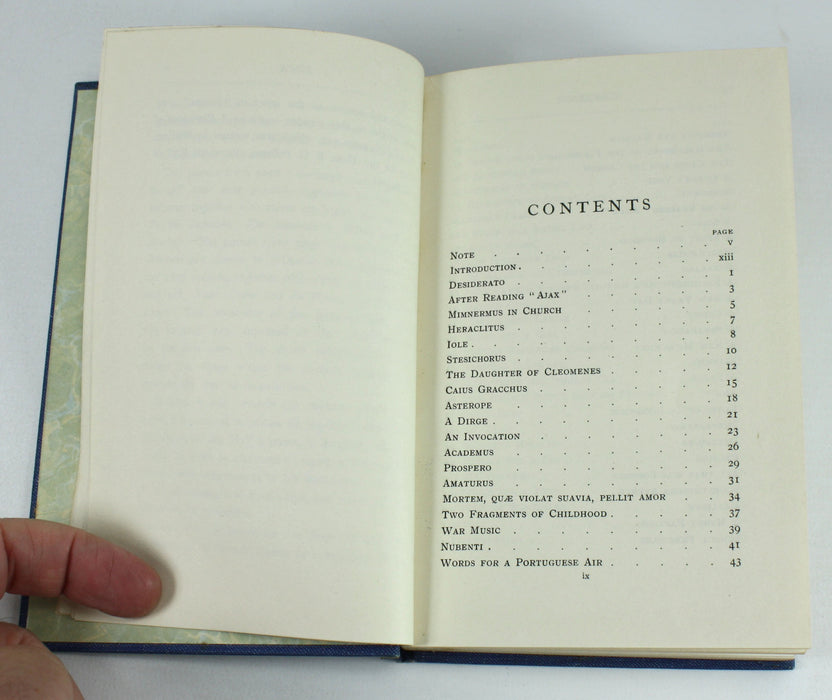 CONTENTS
PAGE
NOTE . . . . . . . . . v
INTRODUCTION . . . . . . . . xiii
DESIDERATO . . . . . . . . 1
AFTER READING "AJAX" . . . . . . 3
MIMNERMUS IN CHURCH . . . . . . 5
HERACLITUS . . . . . . . . 7
IOLE . . . . . . . . . . 8
STESICHORUS . . . . . . . . 10
THE DAUGHTER OF CLEOMENES . . . . . 12
CAIUS GRACCHUS . . . . . . . 15
ASTEROPE . . . . . . . . 18
A DIRGE . . . . . . . . . 21
AN INVOCATION . . . . . . . 23
ACADEMUS . . . . . . . . 26
PROSPERO . . . . . . . . 29
AMATURUS . . . . . . . . 31
MORTEM, QUÆ VIOLAT SUAVIA, PELLIT AMOR . . 34
TWO FRAGMENTS OF CHILDHOOD . . . . . 37
WAR MUSIC . . . . . . . . 39
NUBENTI . . . . . . . . . 41
WORDS FOR A PORTUGUESE AIR . . . . . 43
ix